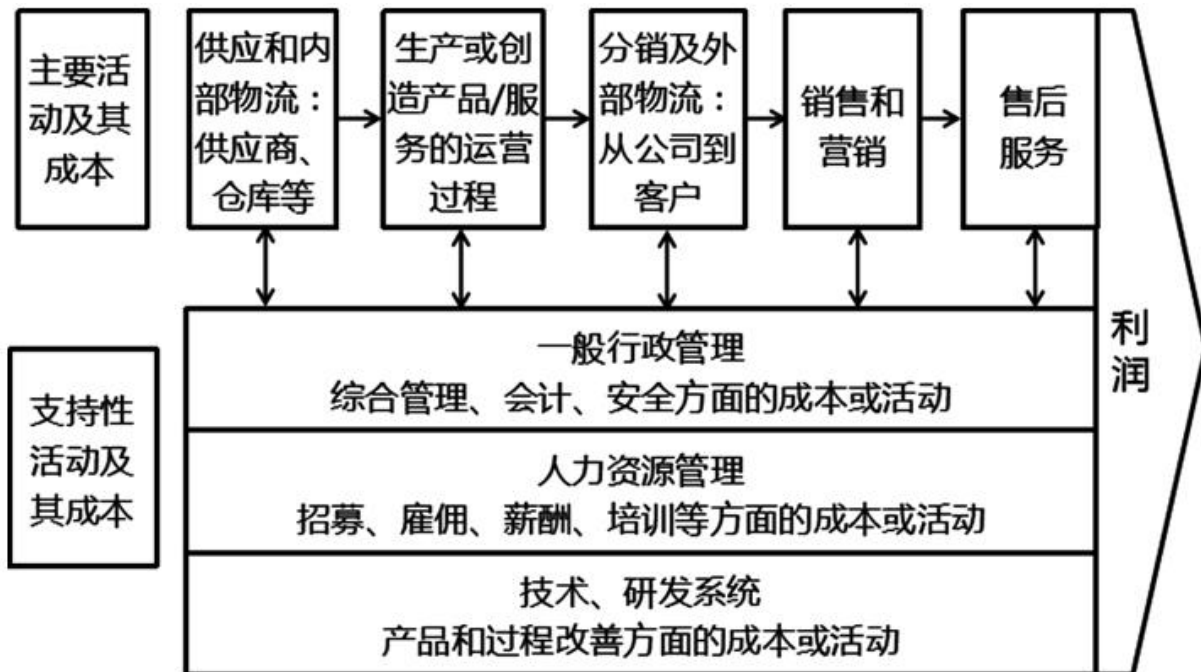 主要活
动及其
成本
供应和内
部物流：
供应商、
仓库等
生产或创
造产品/服
务的运营
过程
分销及外
部物流：
从公司到
客户
销售和
营销
售后
服务
支持性
活动及
其成本
一般行政管理
综合管理、会计、安全方面的成本或活动
人力资源管理
招募、雇佣、薪酬、培训等方面的成本或活动
技术、研发系统
产品和过程改善方面的成本或活动
利
润